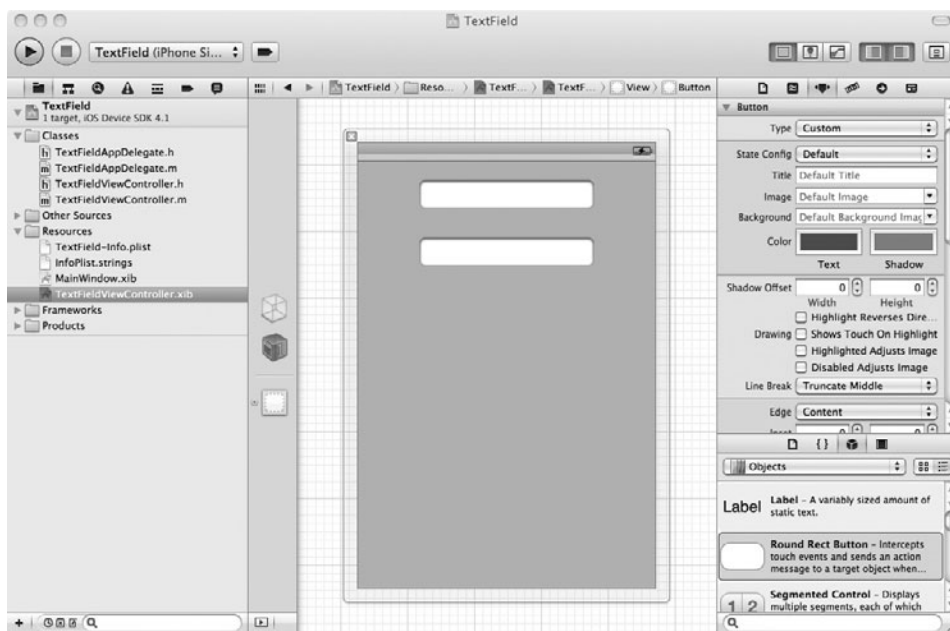 TextField
TextField (iPhone Si...
TextField
Reso...
TextF...
TextF...
View
Button
TextField
1 target, iOS Device SDK 4.1
Classes
TextFieldAppDelegate.h
TextFieldAppDelegate.m
TextFieldViewController.h
TextFieldViewController.m
Other Sources
Resources
TextField-Info.plist
InfoPlist.strings
MainWindow.xib
TextFieldViewController.xib
Frameworks
Products
Button
Type Custom
State Config Default
Title Default Title
Image Default Image
Background Default Background Imag
Color
Text Shadow
Shadow Offset 0 0
Width Height
Highlight Reverses Dire...
Drawing Shows Touch On Highlight
Highlighted Adjusts Image
Disabled Adjusts Image
Line Break Truncate Middle
Edge Content
Inset 0 0
{}
Objects
Label Label – A variably sized amount of
static text.
Round Rect Button – Intercepts
touch events and sends an action
message to a target object when...
Segmented Control – Displays
1 2 multiple segments, each of which